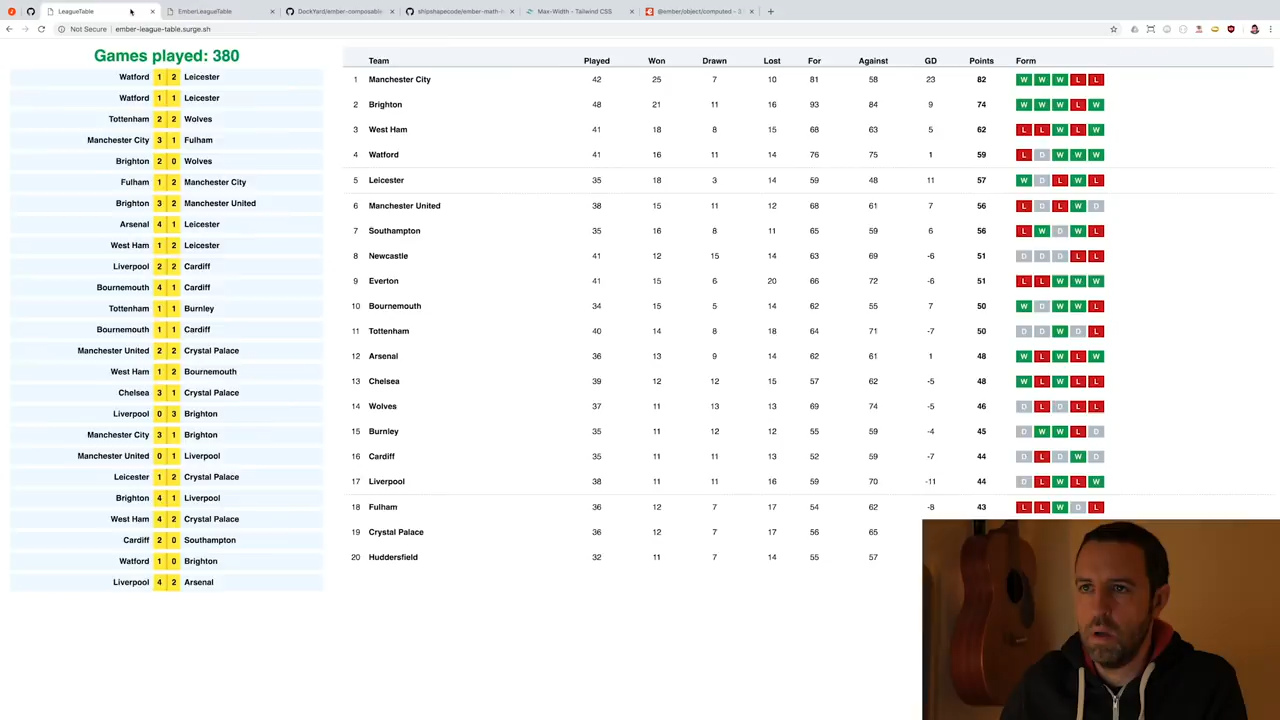 LeagueTable
EmberLeagueTable
DockYard/ember-composable-
shipshapecode/ember-math-h
Max-Width - Tailwind CSS
@ember/object/computed - 3
Not Secure | ember-league-table.surge.sh
Games played: 380
Watford 1 2 Leicester
Watford 1 1 Leicester
Tottenham 2 2 Wolves
Manchester City 3 1 Fulham
Brighton 2 0 Wolves
Fulham 1 2 Manchester City
Brighton 3 2 Manchester United
Arsenal 4 1 Leicester
West Ham 1 2 Leicester
Liverpool 2 2 Cardiff
Bournemouth 4 1 Cardiff
Tottenham 1 1 Burnley
Bournemouth 1 1 Cardiff
Manchester United 2 2 Crystal Palace
West Ham 1 2 Bournemouth
Chelsea 3 1 Crystal Palace
Liverpool 0 3 Brighton
Manchester City 3 1 Brighton
Manchester United 0 1 Liverpool
Leicester 1 2 Crystal Palace
Brighton 4 1 Liverpool
West Ham 4 2 Crystal Palace
Cardiff 2 0 Southampton
Watford 1 0 Brighton
Liverpool 4 2 Arsenal
Team Played Won Drawn Lost For Against GD Points Form
1 Manchester City 42 25 7 10 81 58 23 82 W W W L L
2 Brighton 48 21 11 16 93 84 9 74 W W W L W
3 West Ham 41 18 8 15 68 63 5 62 L L W L W
4 Watford 41 16 11 14 76 75 1 59 L D W W W
5 Leicester 35 18 3 14 59 48 11 57 W D L W L
6 Manchester United 38 15 11 12 68 61 7 56 L D L W D
7 Southampton 35 16 8 11 65 59 6 56 L W D W L
8 Newcastle 41 12 15 14 63 69 -6 51 D D D L L
9 Everton 41 15 6 20 66 72 -6 51 L L W W W
10 Bournemouth 34 15 5 14 62 55 7 50 W D W W L
11 Tottenham 40 14 8 18 64 71 -7 50 D D W D L
12 Arsenal 36 13 9 14 62 61 1 48 W L W L W
13 Chelsea 39 12 12 15 57 62 -5 48 W L W L L
14 Wolves 37 11 13 13 69 74 -5 46 D L D L L
15 Burnley 35 11 12 12 55 59 -4 45 D W W L D
16 Cardiff 35 11 11 13 52 59 -7 44 D L D W D
17 Liverpool 38 11 11 16 59 70 -11 44 D L W L W
18 Fulham 36 12 7 17 54 62 -8 43 L L W D L
19 Crystal Palace 36 12 7 17 56 65
20 Huddersfield 32 11 7 14 55 57